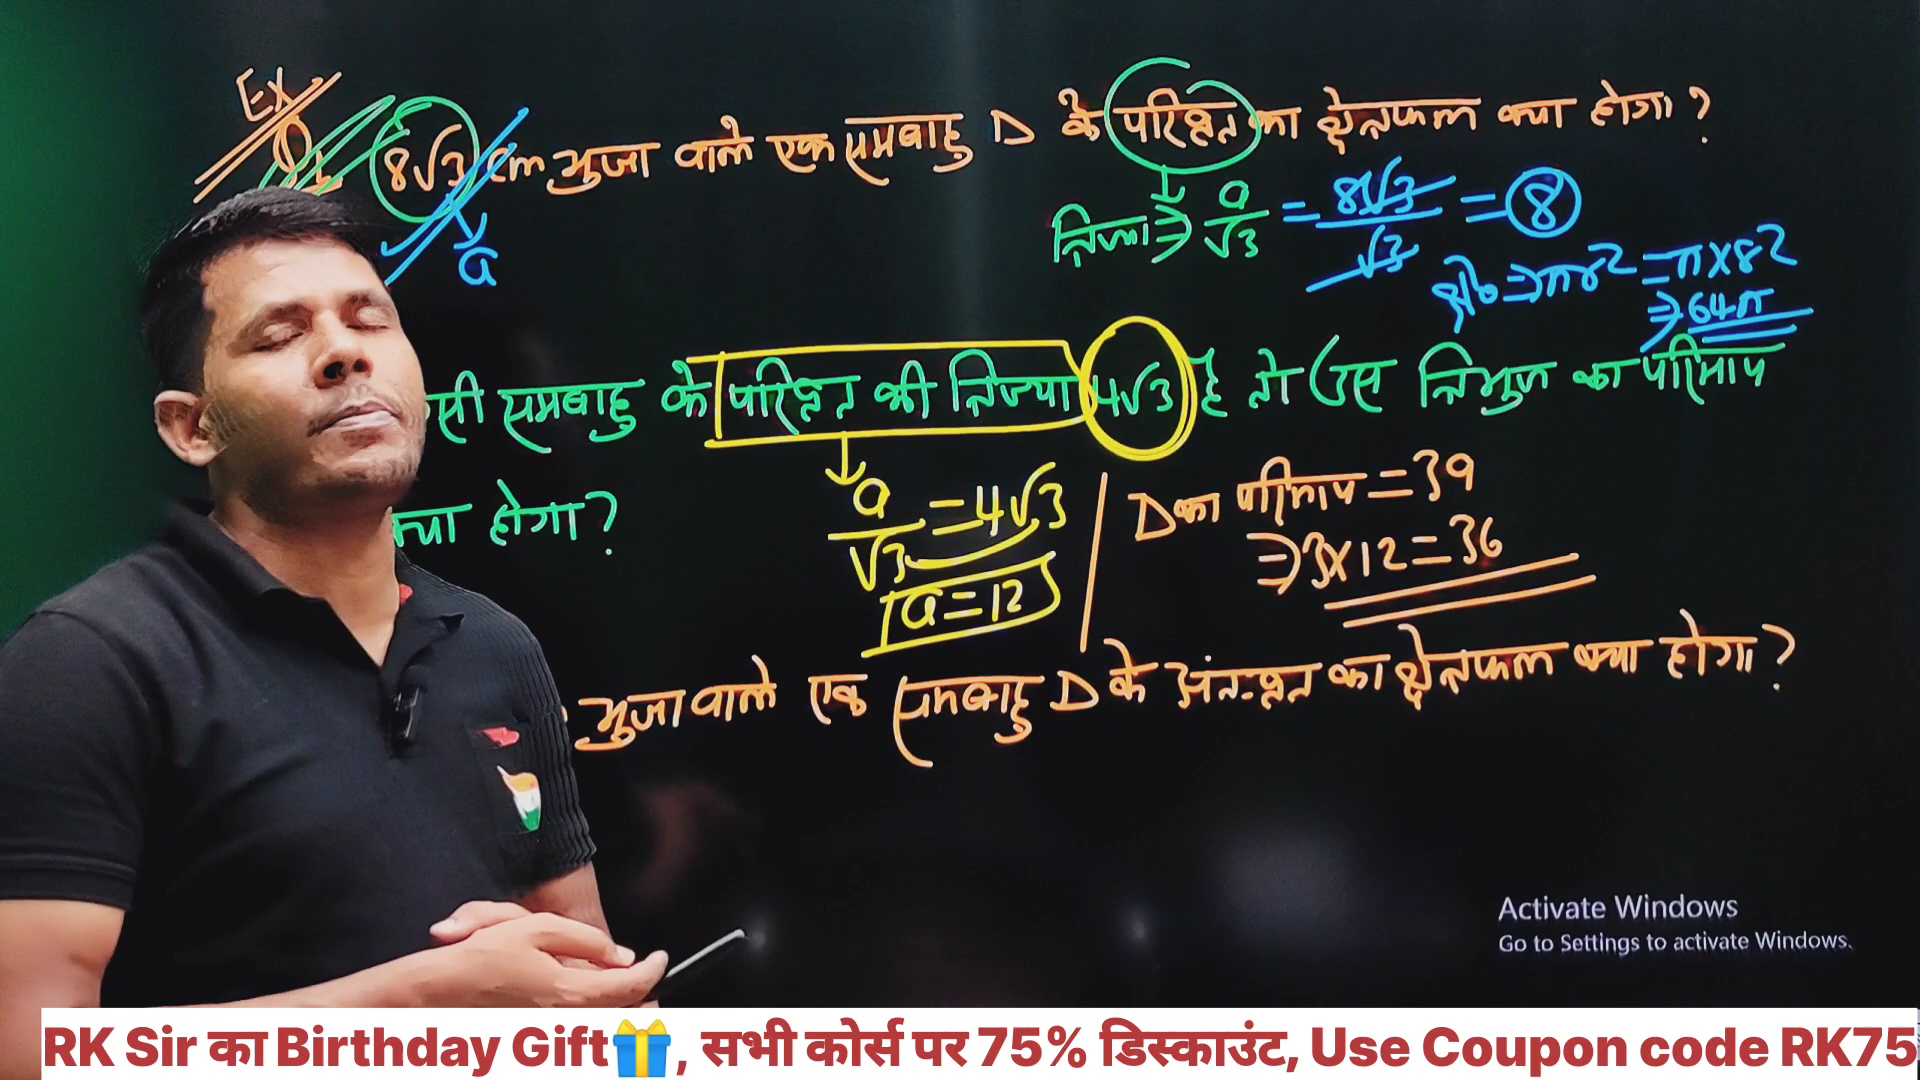 Ex
8√3 cm भुजा वाले एक समबाहु Δ के परिवृत का क्षेत्रफल क्या होगा?
a
त्रिज्या ⇒ a/√3 = 8√3/√3 = 8
क्षे० ⇒ πr² = π×8²
⇒ 64π
सी समबाहु के परिवृत की त्रिज्या 4√3 है तो उस त्रिभुज का परिमाप
क्या होगा?
a/√3 = 4√3
a = 12
Δ का परिमाप = 3a
⇒ 3×12 = 36
भुजा वाले एक समबाहु Δ के अंतःवृत का क्षेत्रफल क्या होगा?
Activate Windows
Go to Settings to activate Windows.
RK Sir का Birthday Gift🎁, सभी कोर्स पर 75% डिस्काउंट, Use Coupon code RK75